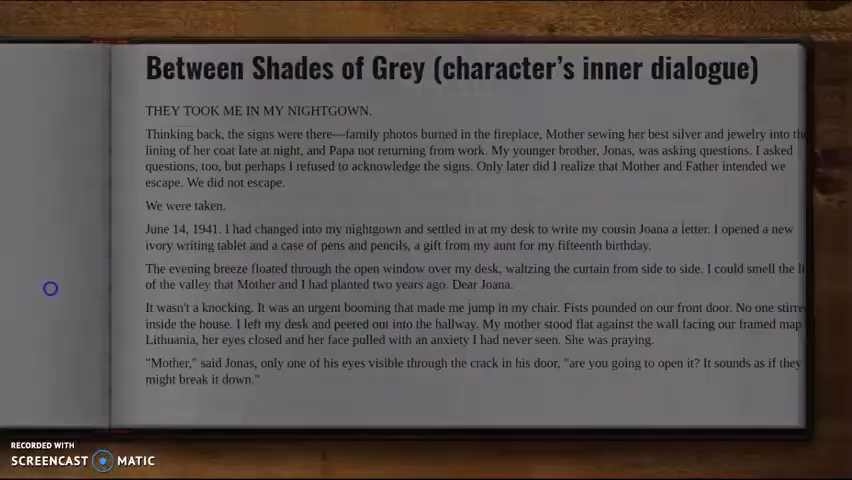 Between Shades of Grey (character's inner dialogue)
THEY TOOK ME IN MY NIGHTGOWN.
Thinking back, the signs were there—family photos burned in the fireplace, Mother sewing her best silver and jewelry into
lining of her coat late at night, and Papa not returning from work. My younger brother, Jonas, was asking questions. I asked
questions, too, but perhaps I refused to acknowledge the signs. Only later did I realize that Mother and Father intended we
escape. We did not escape.
We were taken.
June 14, 1941. I had changed into my nightgown and settled in at my desk to write my cousin Joana a letter. I opened a new
ivory writing tablet and a case of pens and pencils, a gift from my aunt for my fifteenth birthday.
The evening breeze floated through the open window over my desk, waltzing the curtain from side to side. I could smell the
of the valley that Mother and I had planted two years ago. Dear Joana.
It wasn't a knocking. It was an urgent booming that made me jump in my chair. Fists pounded on our front door. No one
inside the house. I left my desk and peered out into the hallway. My mother stood flat against the wall facing our framed map
Lithuania, her eyes closed and her face pulled with an anxiety I had never seen. She was praying.
"Mother," said Jonas, only one of his eyes visible through the crack in his door, "are you going to open it? It sounds as if they
might break it down."
RECORDED WITH
SCREENCAST MATIC